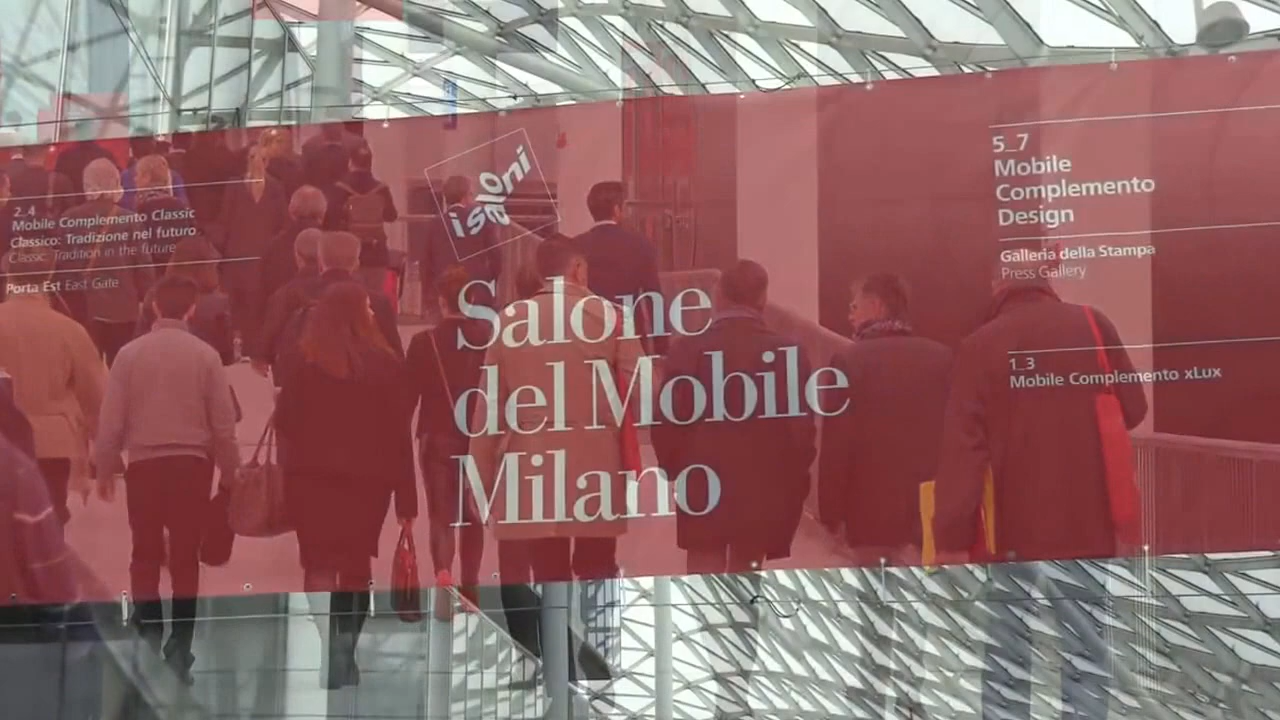 2_4
Mobile Complemento Classic
Classico: Tradizione nel futuro
Classic: Tradition in the future
Porta Est East Gate
i saloni
Salone
del Mobile
Milano
5_7
Mobile
Complemento
Design
Galleria della Stampa
Press Gallery
1_3
Mobile Complemento xLux